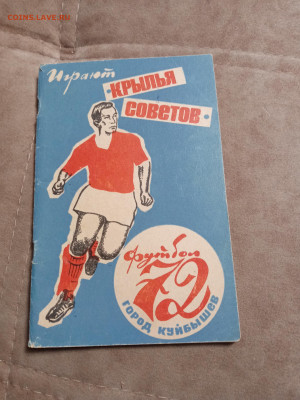 COINS.LAVE.RU
Играют
"КРЫЛЬЯ
СОВЕТОВ"
футбол
72
ГОРОД КУЙБЫШЕВ